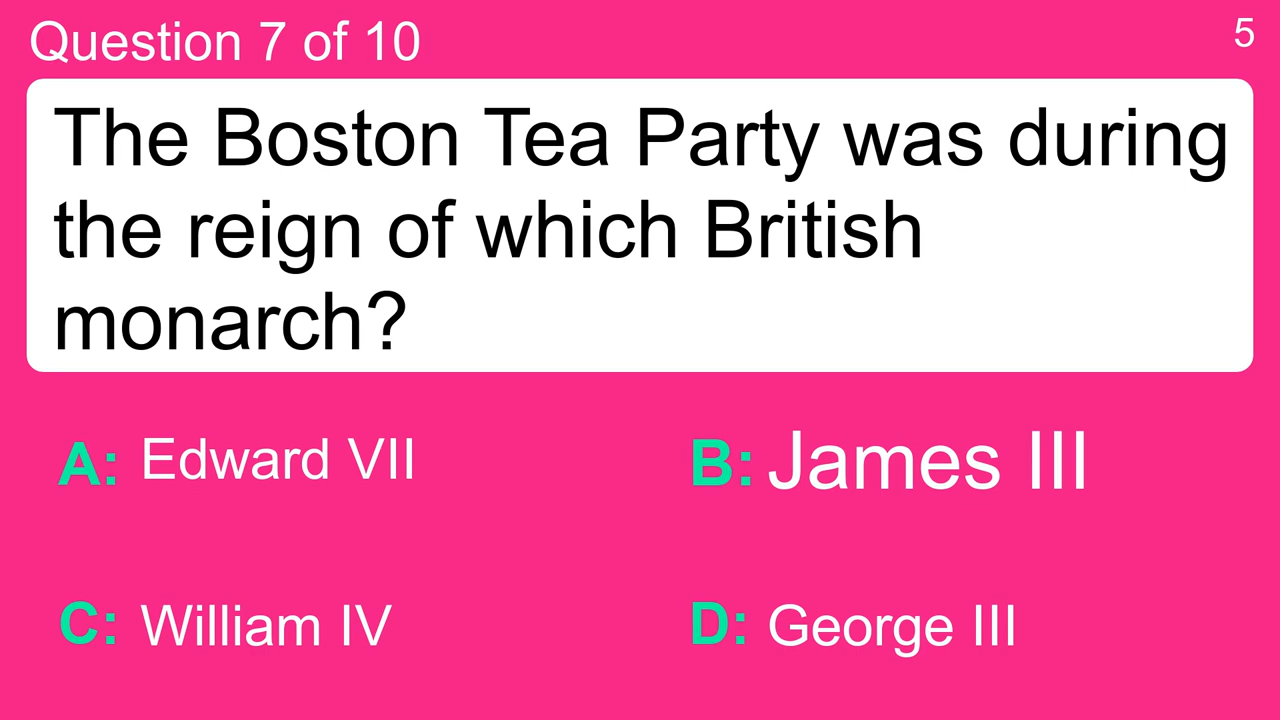 Question 7 of 10
5
The Boston Tea Party was during
the reign of which British
monarch?
A: Edward VII
B: James III
C: William IV
D: George III